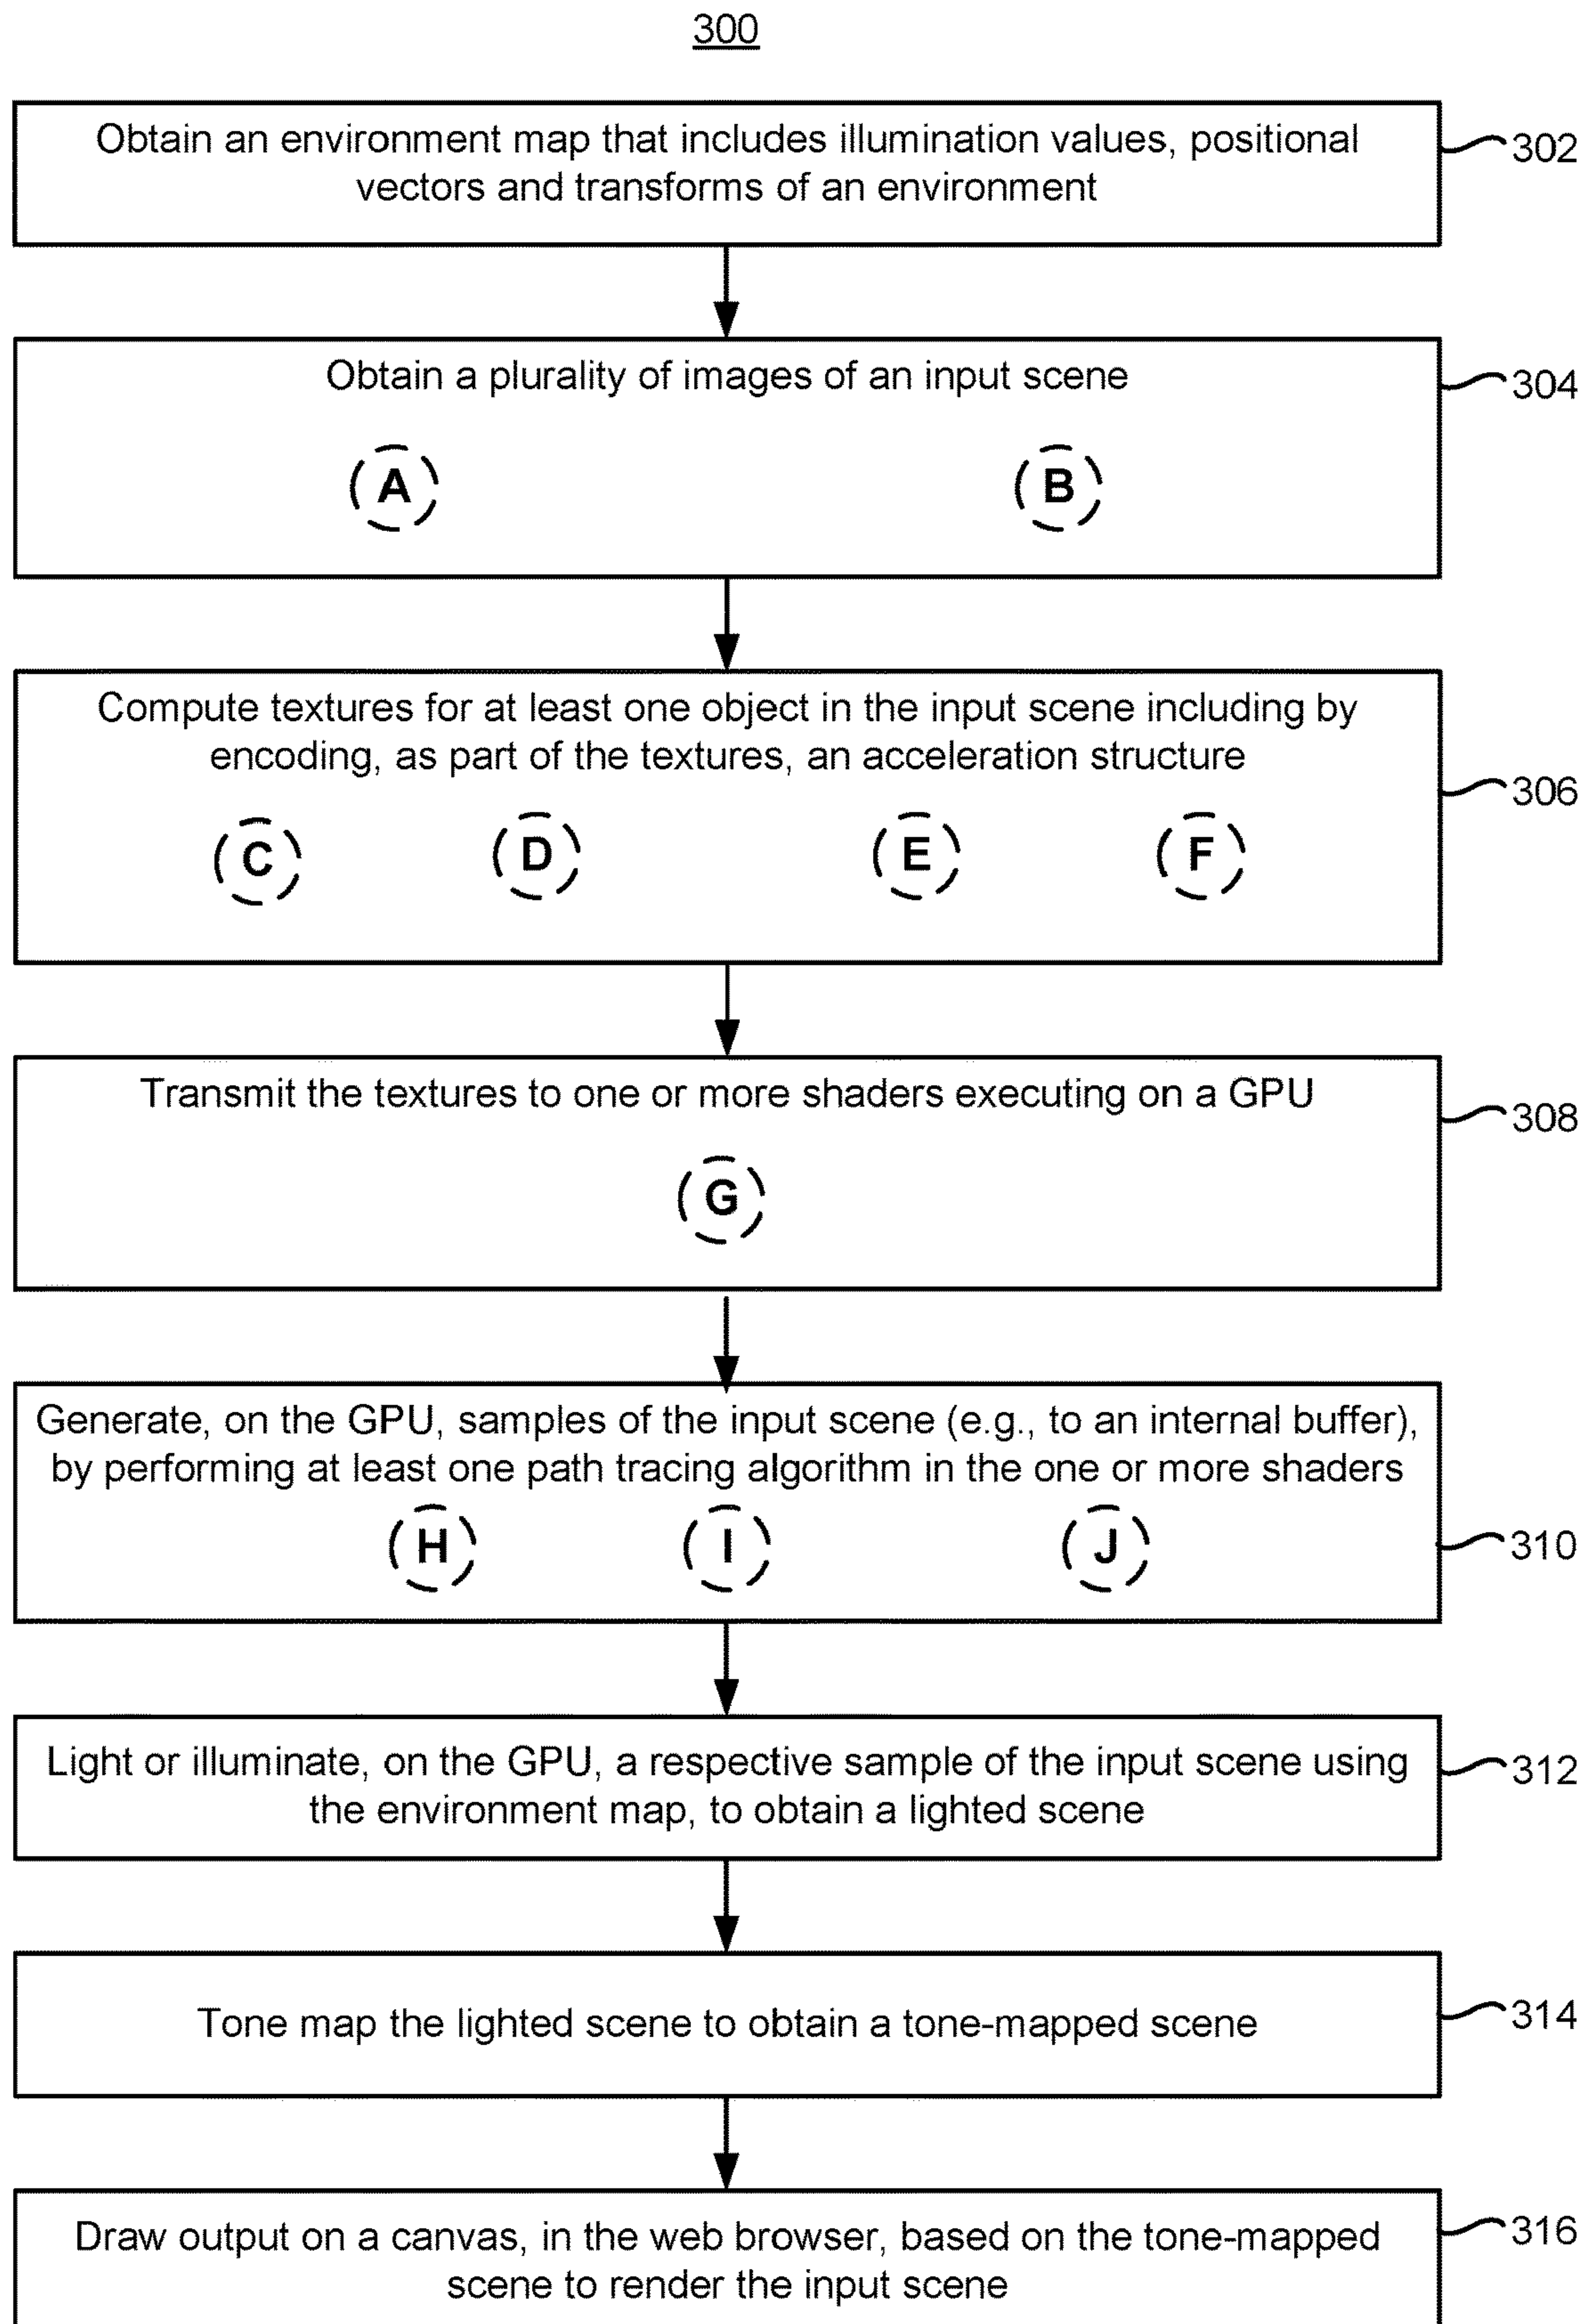 300
Obtain an environment map that includes illumination values, positional
vectors and transforms of an environment
302
Obtain a plurality of images of an input scene
304
A
B
Compute textures for at least one object in the input scene including by
encoding, as part of the textures, an acceleration structure
306
C
D
E
F
Transmit the textures to one or more shaders executing on a GPU
308
G
Generate, on the GPU, samples of the input scene (e.g., to an internal buffer),
by performing at least one path tracing algorithm in the one or more shaders
H
I
J
310
Light or illuminate, on the GPU, a respective sample of the input scene using
the environment map, to obtain a lighted scene
312
Tone map the lighted scene to obtain a tone-mapped scene
314
Draw output on a canvas, in the web browser, based on the tone-mapped
scene to render the input scene
316